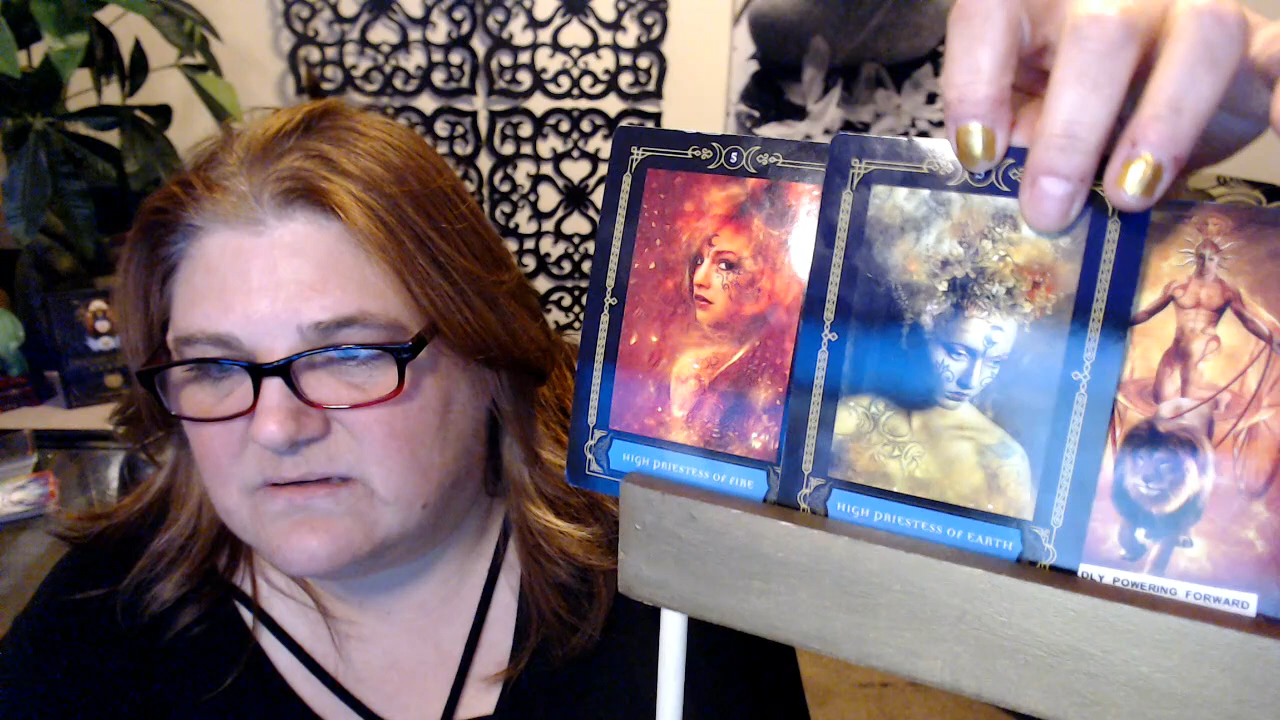 5
HIGH PRIESTESS OF FIRE
HIGH PRIESTESS OF EARTH
DLY POWERING FORWARD